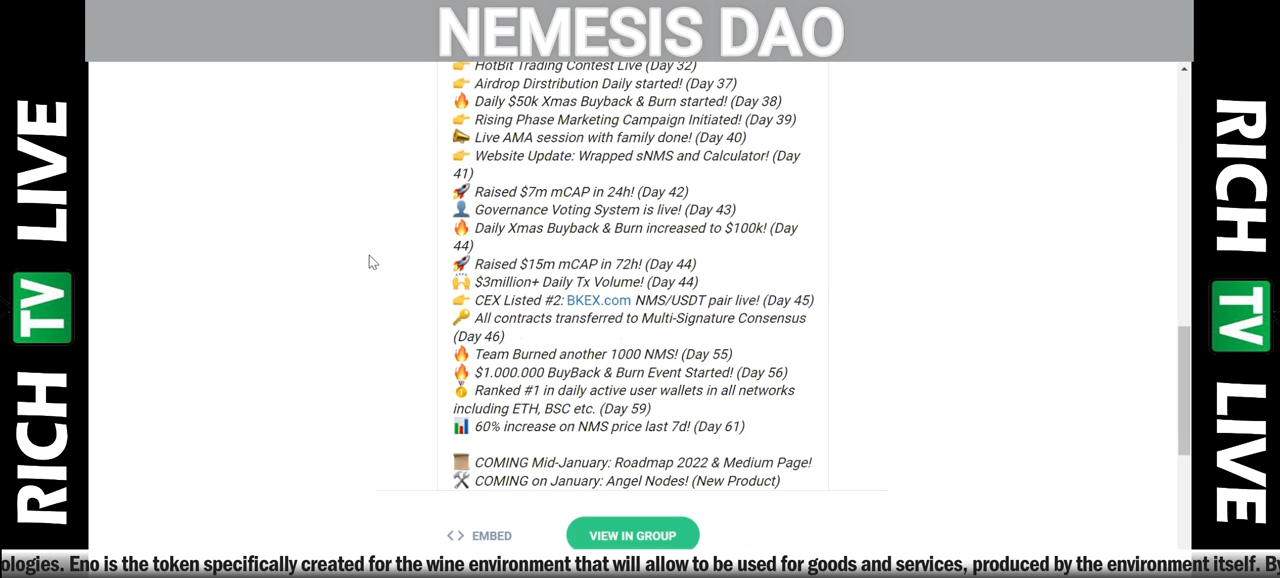 NEMESIS DAO
HotBit Trading Contest Live (Day 32)
Airdrop Dirstribution Daily started! (Day 37)
Daily $50k Xmas Buyback & Burn started! (Day 38)
Rising Phase Marketing Campaign Initiated! (Day 39)
Live AMA session with family done! (Day 40)
Website Update: Wrapped sNMS and Calculator! (Day
41)
Raised $7m mCAP in 24h! (Day 42)
Governance Voting System is live! (Day 43)
Daily Xmas Buyback & Burn increased to $100k! (Day
44)
Raised $15m mCAP in 72h! (Day 44)
$3million+ Daily Tx Volume! (Day 44)
CEX Listed #2: BKEX.com NMS/USDT pair live! (Day 45)
All contracts transferred to Multi-Signature Consensus
(Day 46)
Team Burned another 1000 NMS! (Day 55)
$1.000.000 BuyBack & Burn Event Started! (Day 56)
Ranked #1 in daily active user wallets in all networks
including ETH, BSC etc. (Day 59)
60% increase on NMS price last 7d! (Day 61)
COMING Mid-January: Roadmap 2022 & Medium Page!
COMING on January: Angel Nodes! (New Product)
<> EMBED
VIEW IN GROUP
RICH TV LIVE
RICH TV LIVE
ologies. Eno is the token specifically created for the wine environment that will allow to be used for goods and services, produced by the environment itself. By